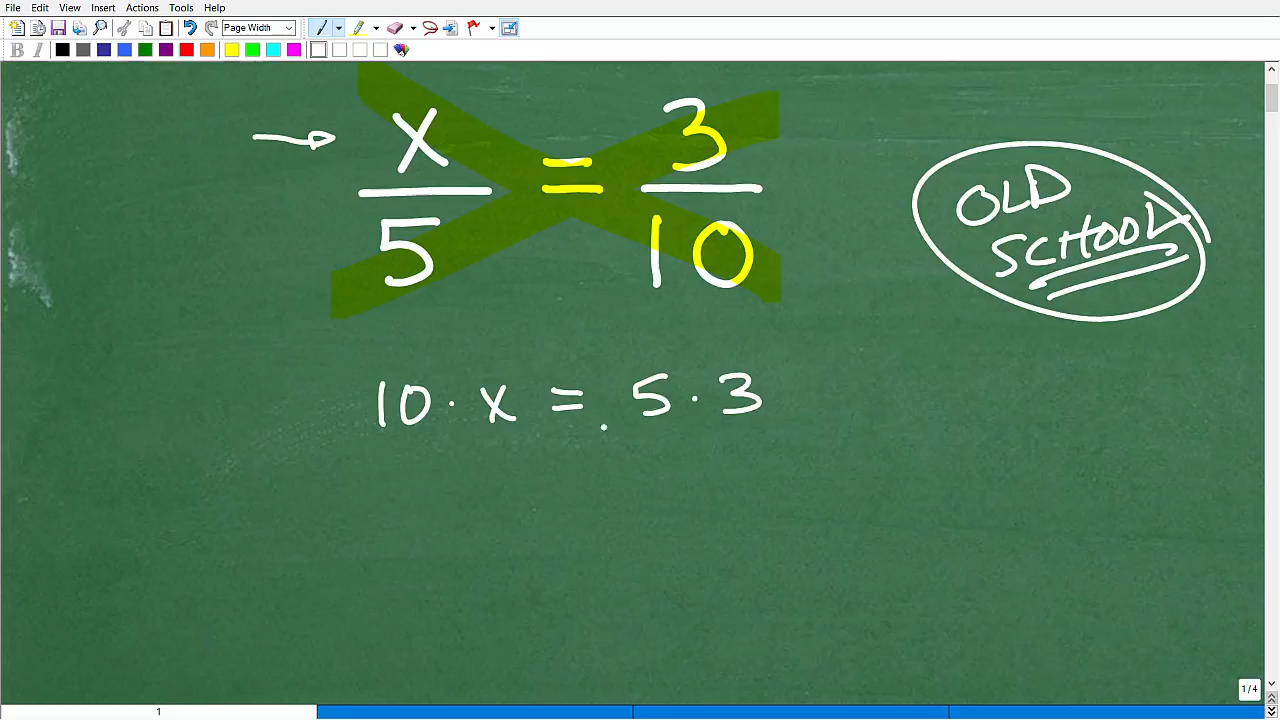 File Edit View Insert Actions Tools Help
Page Width
B I
x/5 = 3/10
OLD
SCHOOL
10 · x = 5 · 3
1/4
1